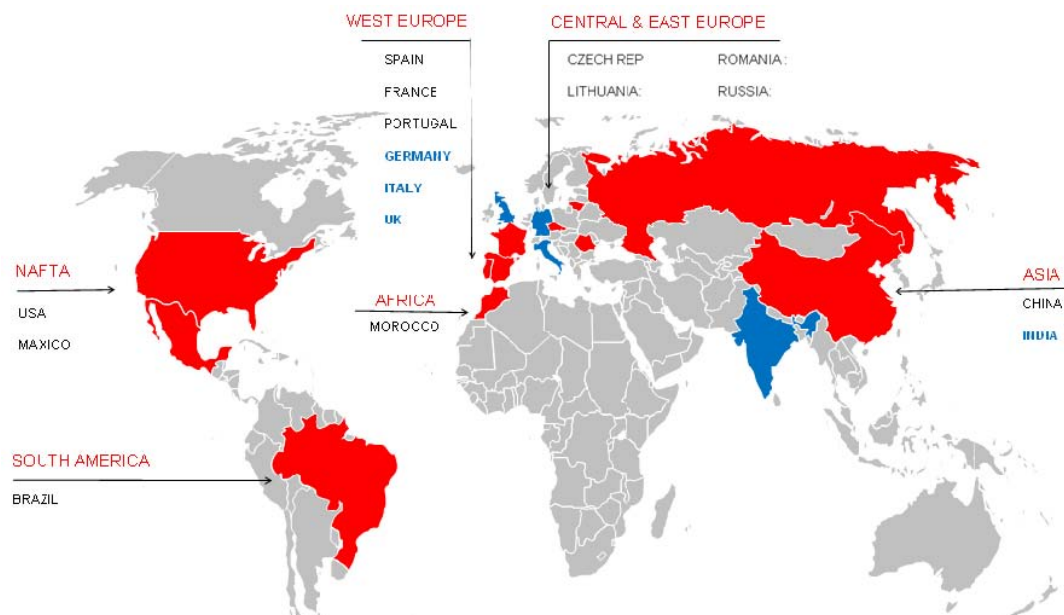 WEST EUROPE
SPAIN
FRANCE
PORTUGAL
GERMANY
ITALY
UK
CENTRAL & EAST EUROPE
CZECH REP
ROMANIA:
LITHUANIA:
RUSSIA:
NAFTA
USA
MAXICO
AFRICA
MOROCCO
ASIA
CHINA
INDIA
SOUTH AMERICA
BRAZIL